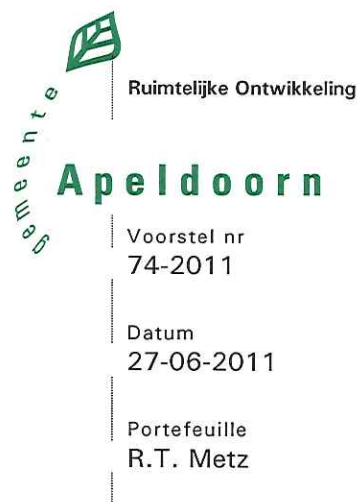 Ruimtelijke Ontwikkeling
gemeente
Apeldoorn
Voorstel nr
74-2011
Datum
27-06-2011
Portefeuille
R.T. Metz